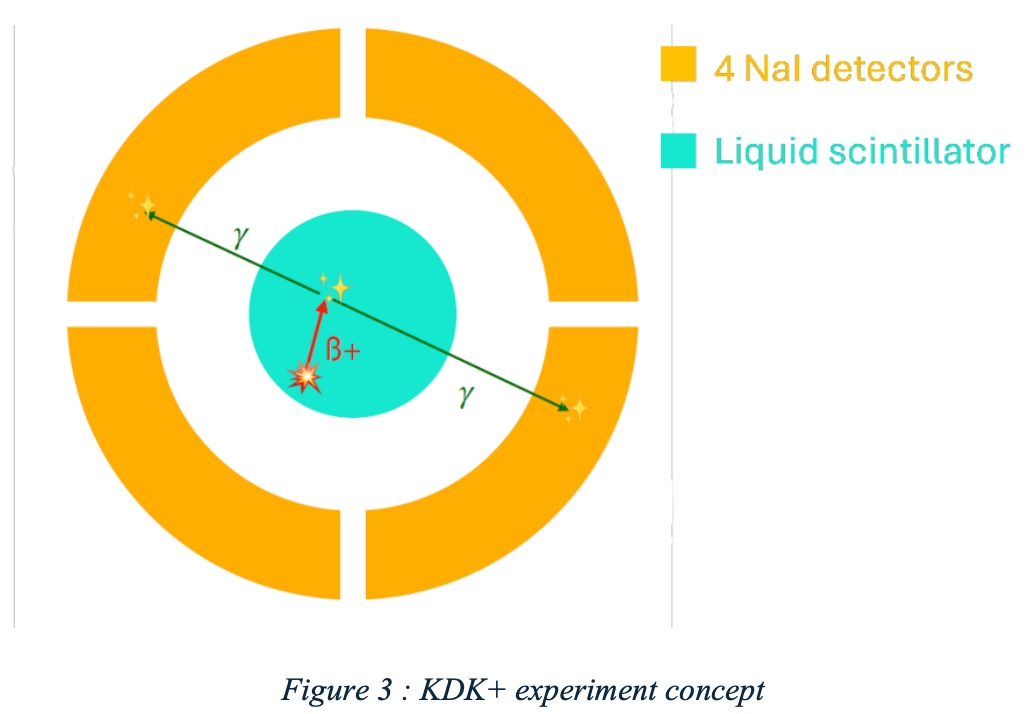 4 NaI detectors
Liquid scintillator
γ
ß+
γ
Figure 3 : KDK+ experiment concept